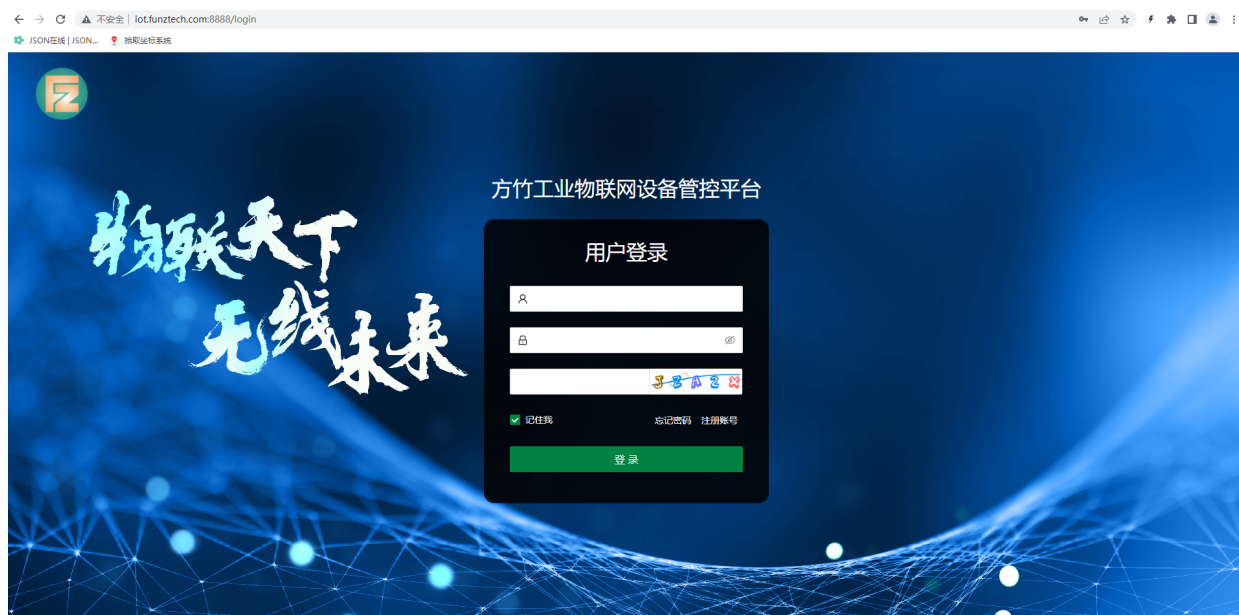 不安全 | iot.funztech.com:8888/login
JSON在线 | JSON... 拾取坐标系统
FZ
物联天下
无线未来
方竹工业物联网设备管控平台
用户登录
JZA2X
记住我 忘记密码 注册账号
登 录